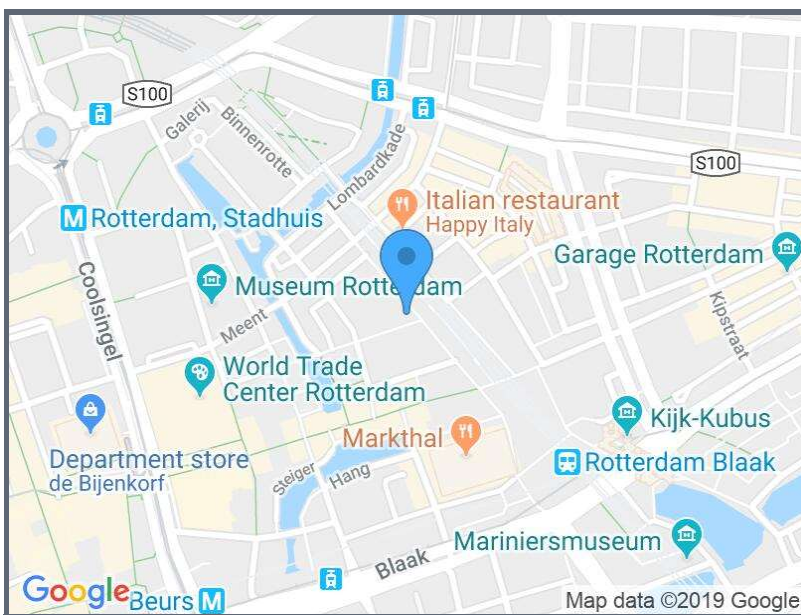 S100
Galerij
Binnenrotte
Lombardkade
S100
Italian restaurant
Happy Italy
M Rotterdam, Stadhuis
Garage Rotterdam
Coolsingel
Museum Rotterdam
Kipstraat
Meent
World Trade
Center Rotterdam
Kijk-Kubus
Markthal
Department store
de Bijenkorf
Steiger
Hang
Rotterdam Blaak
Mariniersmuseum
Blaak
Google
Beurs M
Map data ©2019 Google